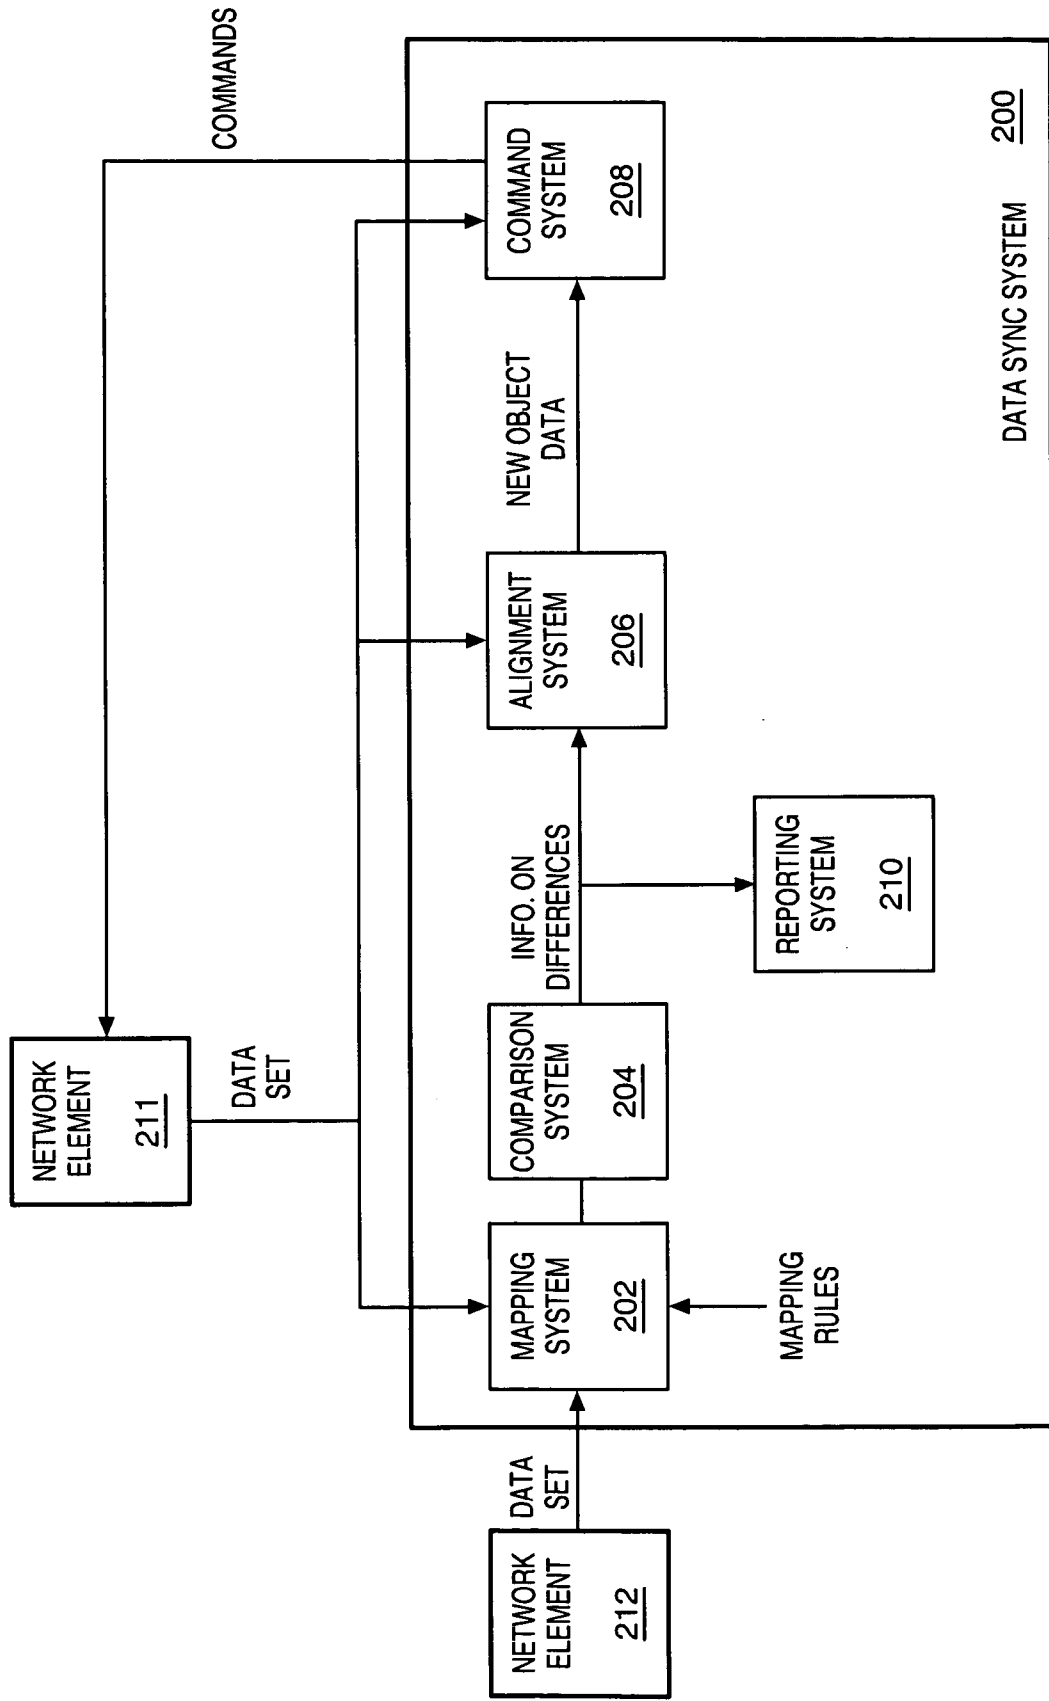 COMMANDS
NETWORK
ELEMENT
211
DATA
SET
NETWORK
ELEMENT
212
DATA
SET
MAPPING
SYSTEM
202
MAPPING
RULES
COMPARISON
SYSTEM
204
INFO. ON
DIFFERENCES
REPORTING
SYSTEM
210
ALIGNMENT
SYSTEM
206
NEW OBJECT
DATA
COMMAND
SYSTEM
208
DATA SYNC SYSTEM
200